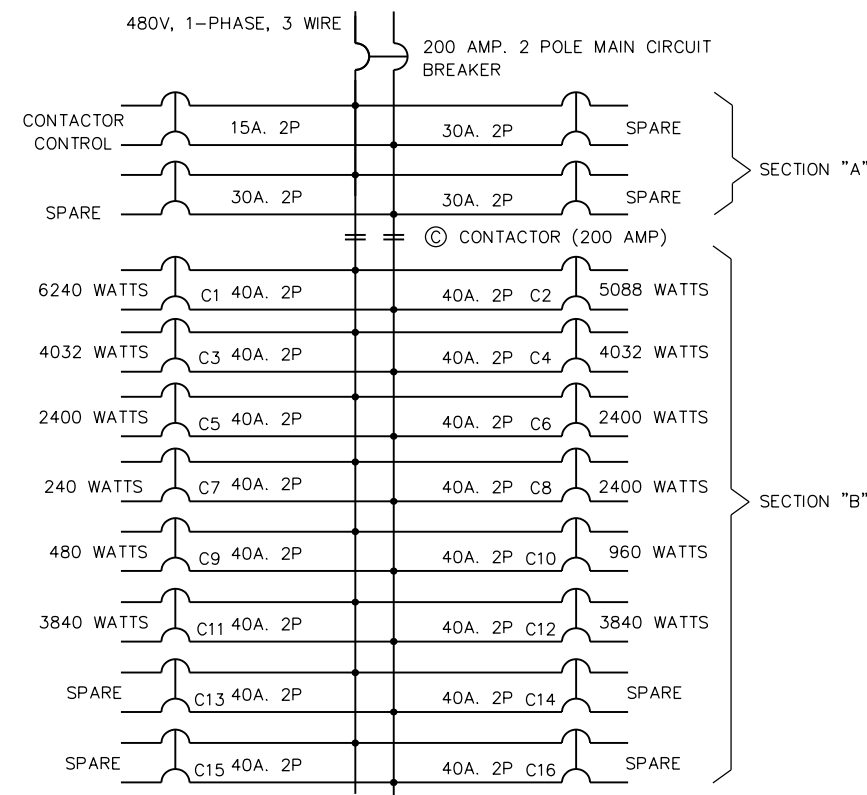 480V, 1-PHASE, 3 WIRE
200 AMP. 2 POLE MAIN CIRCUIT
BREAKER
CONTACTOR
CONTROL
15A. 2P
30A. 2P
SPARE
SECTION "A"
SPARE
30A. 2P
30A. 2P
SPARE
C CONTACTOR (200 AMP)
6240 WATTS
C1 40A. 2P
40A. 2P C2
5088 WATTS
4032 WATTS
C3 40A. 2P
40A. 2P C4
4032 WATTS
2400 WATTS
C5 40A. 2P
40A. 2P C6
2400 WATTS
240 WATTS
C7 40A. 2P
40A. 2P C8
2400 WATTS
SECTION "B"
480 WATTS
C9 40A. 2P
40A. 2P C10
960 WATTS
3840 WATTS
C11 40A. 2P
40A. 2P C12
3840 WATTS
SPARE
C13 40A. 2P
40A. 2P C14
SPARE
SPARE
C15 40A. 2P
40A. 2P C16
SPARE